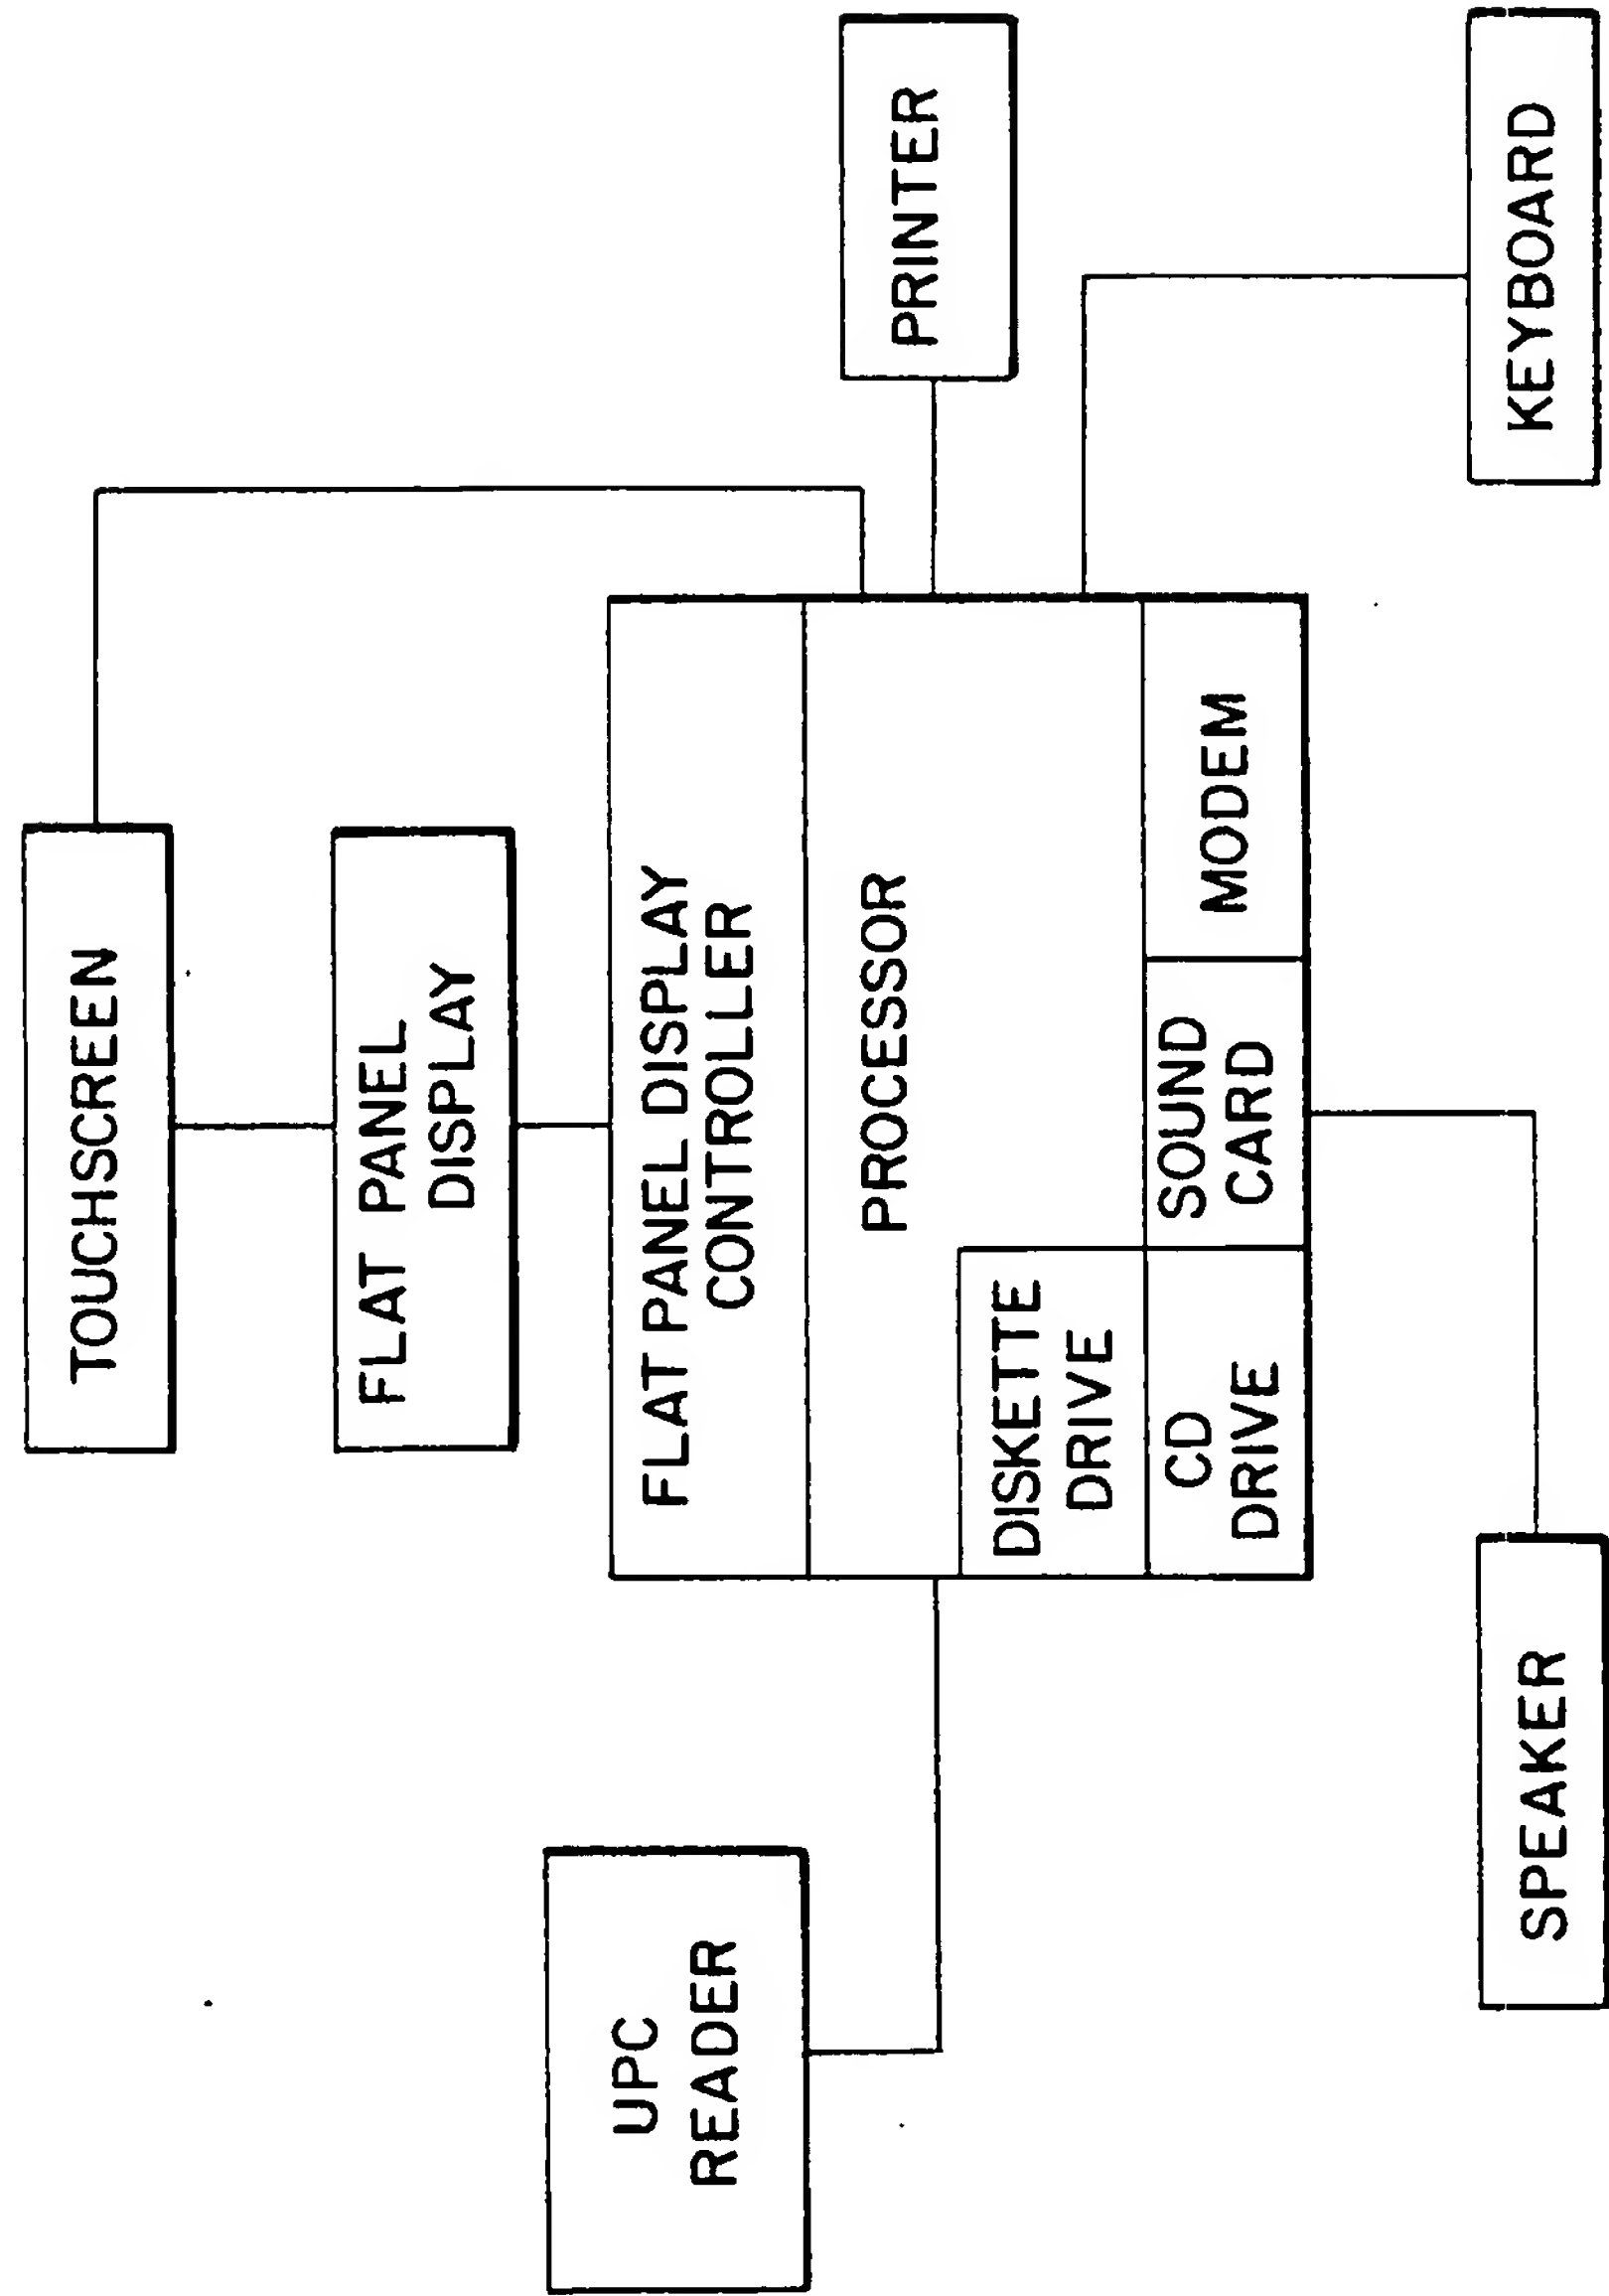 TOUCHSCREEN
FLAT PANEL
DISPLAY
FLAT PANEL DISPLAY
CONTROLLER
UPC
READER
PROCESSOR
PRINTER
DISKETTE
DRIVE
CD
DRIVE
SOUND
CARD
MODEM
SPEAKER
KEYBOARD